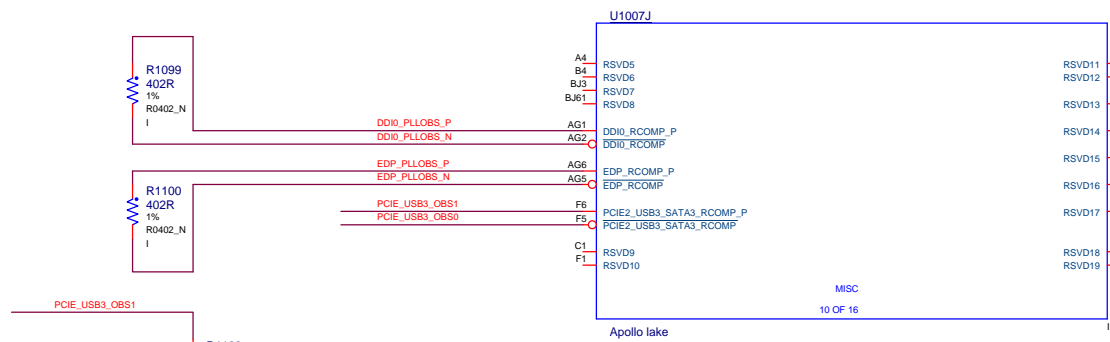 U1007J
A4 RSVD5 RSVD11
B4 RSVD6 RSVD12
BJ3 RSVD7
BJ61 RSVD8 RSVD13
R1099
402R
1%
R0402_N
I
DDI0_PLLOBS_P AG1 DDI0_RCOMP_P RSVD14
DDI0_PLLOBS_N AG2 DDI0_RCOMP
RSVD15
EDP_PLLOBS_P AG6 EDP_RCOMP_P
EDP_PLLOBS_N AG5 EDP_RCOMP RSVD16
R1100
402R
1%
R0402_N
I
PCIE_USB3_OBS1 F6 PCIE2_USB3_SATA3_RCOMP_P RSVD17
PCIE_USB3_OBS0 F5 PCIE2_USB3_SATA3_RCOMP
C1 RSVD9 RSVD18
F1 RSVD10 RSVD19
MISC
10 OF 16
PCIE_USB3_OBS1
Apollo lake
I